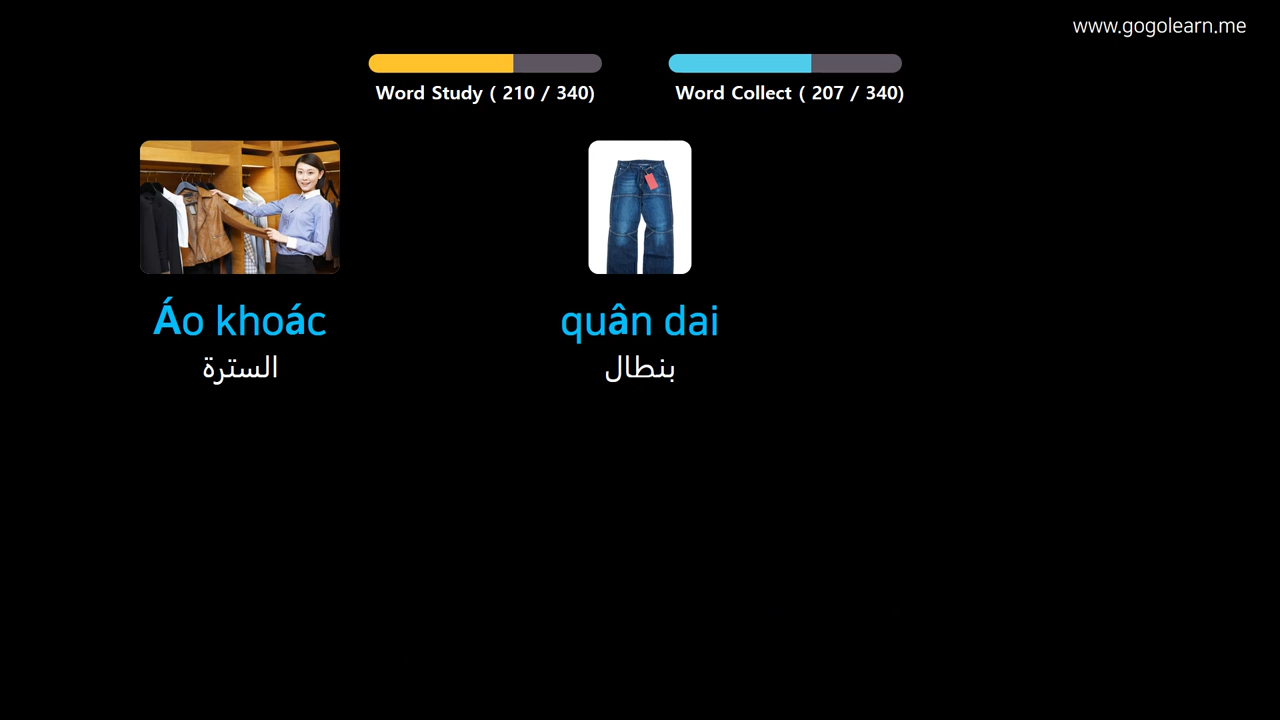 www.gogolearn.me
Word Study ( 210 / 340)
Word Collect ( 207 / 340)
Áo khoác
السترة
quân dai
بنطال